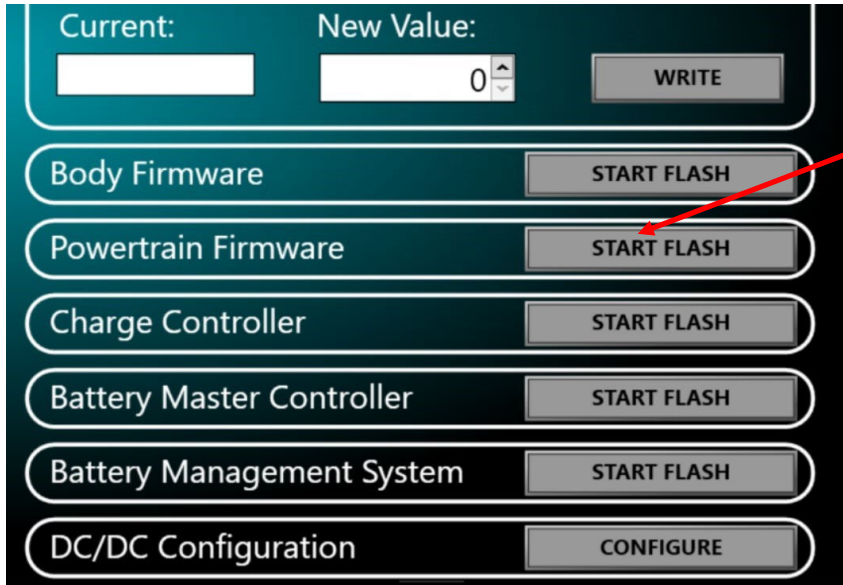 Current: New Value:
0 WRITE
Body Firmware START FLASH
Powertrain Firmware START FLASH
Charge Controller START FLASH
Battery Master Controller START FLASH
Battery Management System START FLASH
DC/DC Configuration CONFIGURE